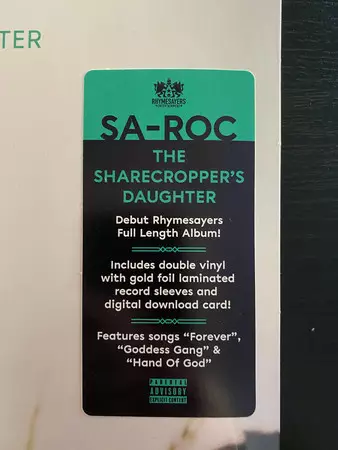 TER
RHYMESAYERS
SA-ROC
THE
SHARECROPPER'S
DAUGHTER
Debut Rhymesayers
Full Length Album!
Includes double vinyl
with gold foil laminated
record sleeves and
digital download card!
Features songs “Forever”,
“Goddess Gang” &
“Hand Of God”
PARENTAL
ADVISORY
EXPLICIT CONTENT